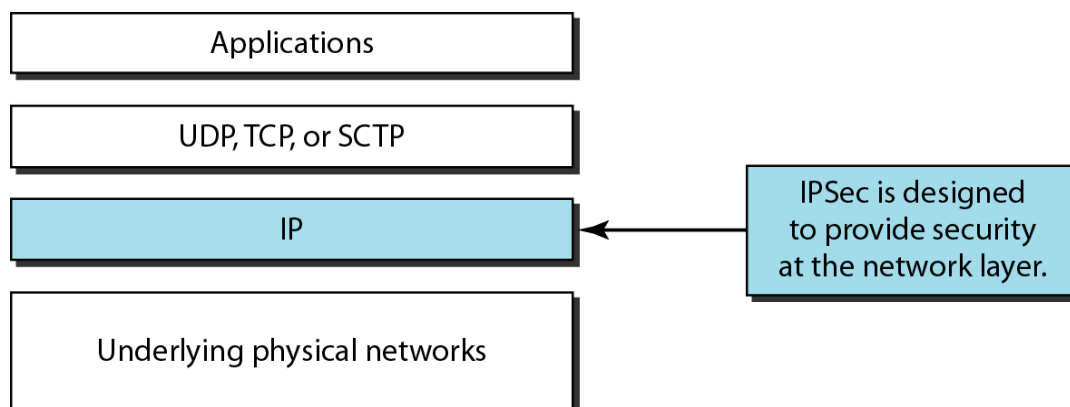 Applications
UDP, TCP, or SCTP
IP
IPSec is designed
to provide security
at the network layer.
Underlying physical networks